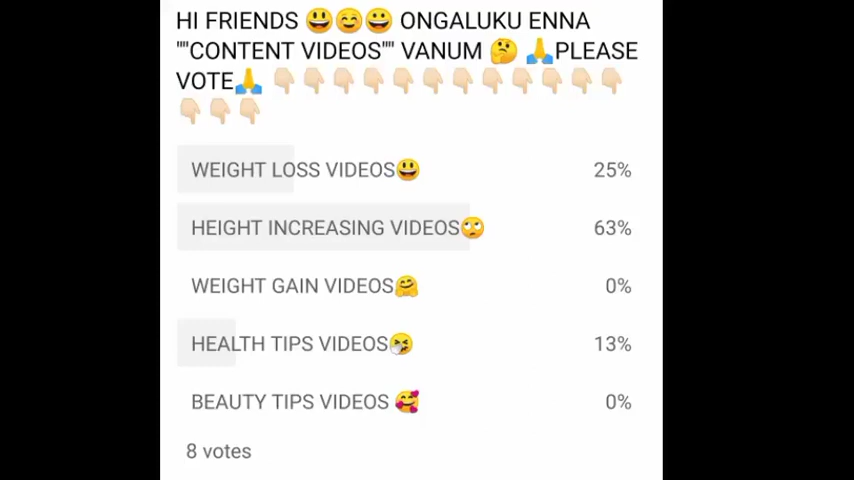 HI FRIENDS 😃😊😀 ONGALUKU ENNA
""CONTENT VIDEOS"" VANUM 🤔 🙏PLEASE
VOTE🙏 👇🏻👇🏻👇🏻👇🏻👇🏻👇🏻👇🏻👇🏻👇🏻👇🏻👇🏻👇🏻
👇🏻👇🏻👇🏻
WEIGHT LOSS VIDEOS😃 25%
HEIGHT INCREASING VIDEOS🙄 63%
WEIGHT GAIN VIDEOS🤗 0%
HEALTH TIPS VIDEOS🤧 13%
BEAUTY TIPS VIDEOS 🥰 0%
8 votes